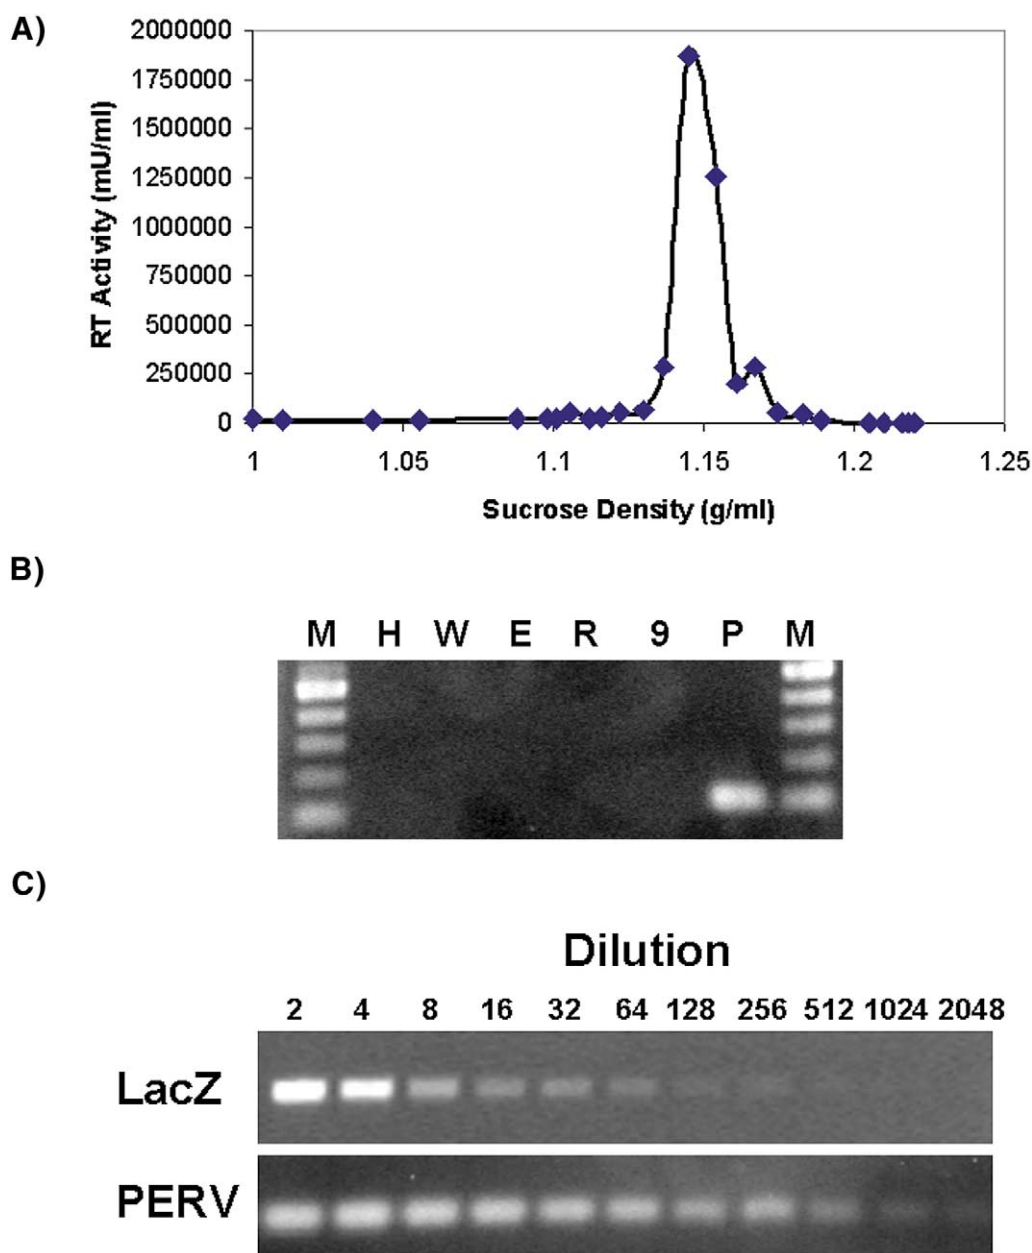 A)
2000000
1750000
1500000
1250000
1000000
750000
500000
250000
0
RT Activity (mU/ml)
1 1.05 1.1 1.15 1.2 1.25
Sucrose Density (g/ml)
B)
M H W E R 9 P M
C)
Dilution
2 4 8 16 32 64 128 256 512 1024 2048
LacZ
PERV